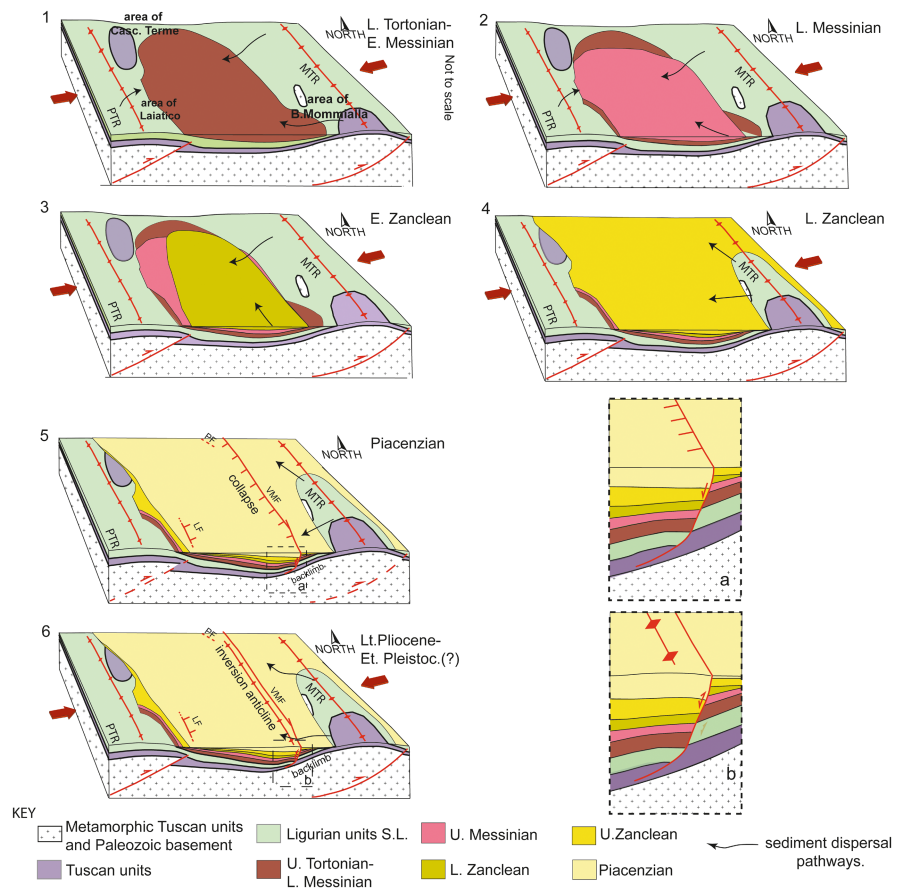 1
area of
Casc. Terme
area of
Laiatico
PTR
MTR
area of
B.Mommialla
NORTH
L. Tortonian-
E. Messinian
Not to scale
2
L. Messinian
NORTH
MTR
PTR
3
E. Zanclean
NORTH
MTR
PTR
4
L. Zanclean
NORTH
MTR
PTR
5
Piacenzian
NORTH
PF
collapse
VMF
MTR
LF
PTR
backlimb
a
a
6
Lt.Pliocene-
Et. Pleistoc.(?)
NORTH
PF
inversion anticline
VMF
MTR
LF
PTR
backlimb
b
b
KEY
Metamorphic Tuscan units
and Paleozoic basement
Tuscan units
Ligurian units S.L.
U. Tortonian-
L. Messinian
U. Messinian
L. Zanclean
U.Zanclean
Piacenzian
sediment dispersal
pathways.